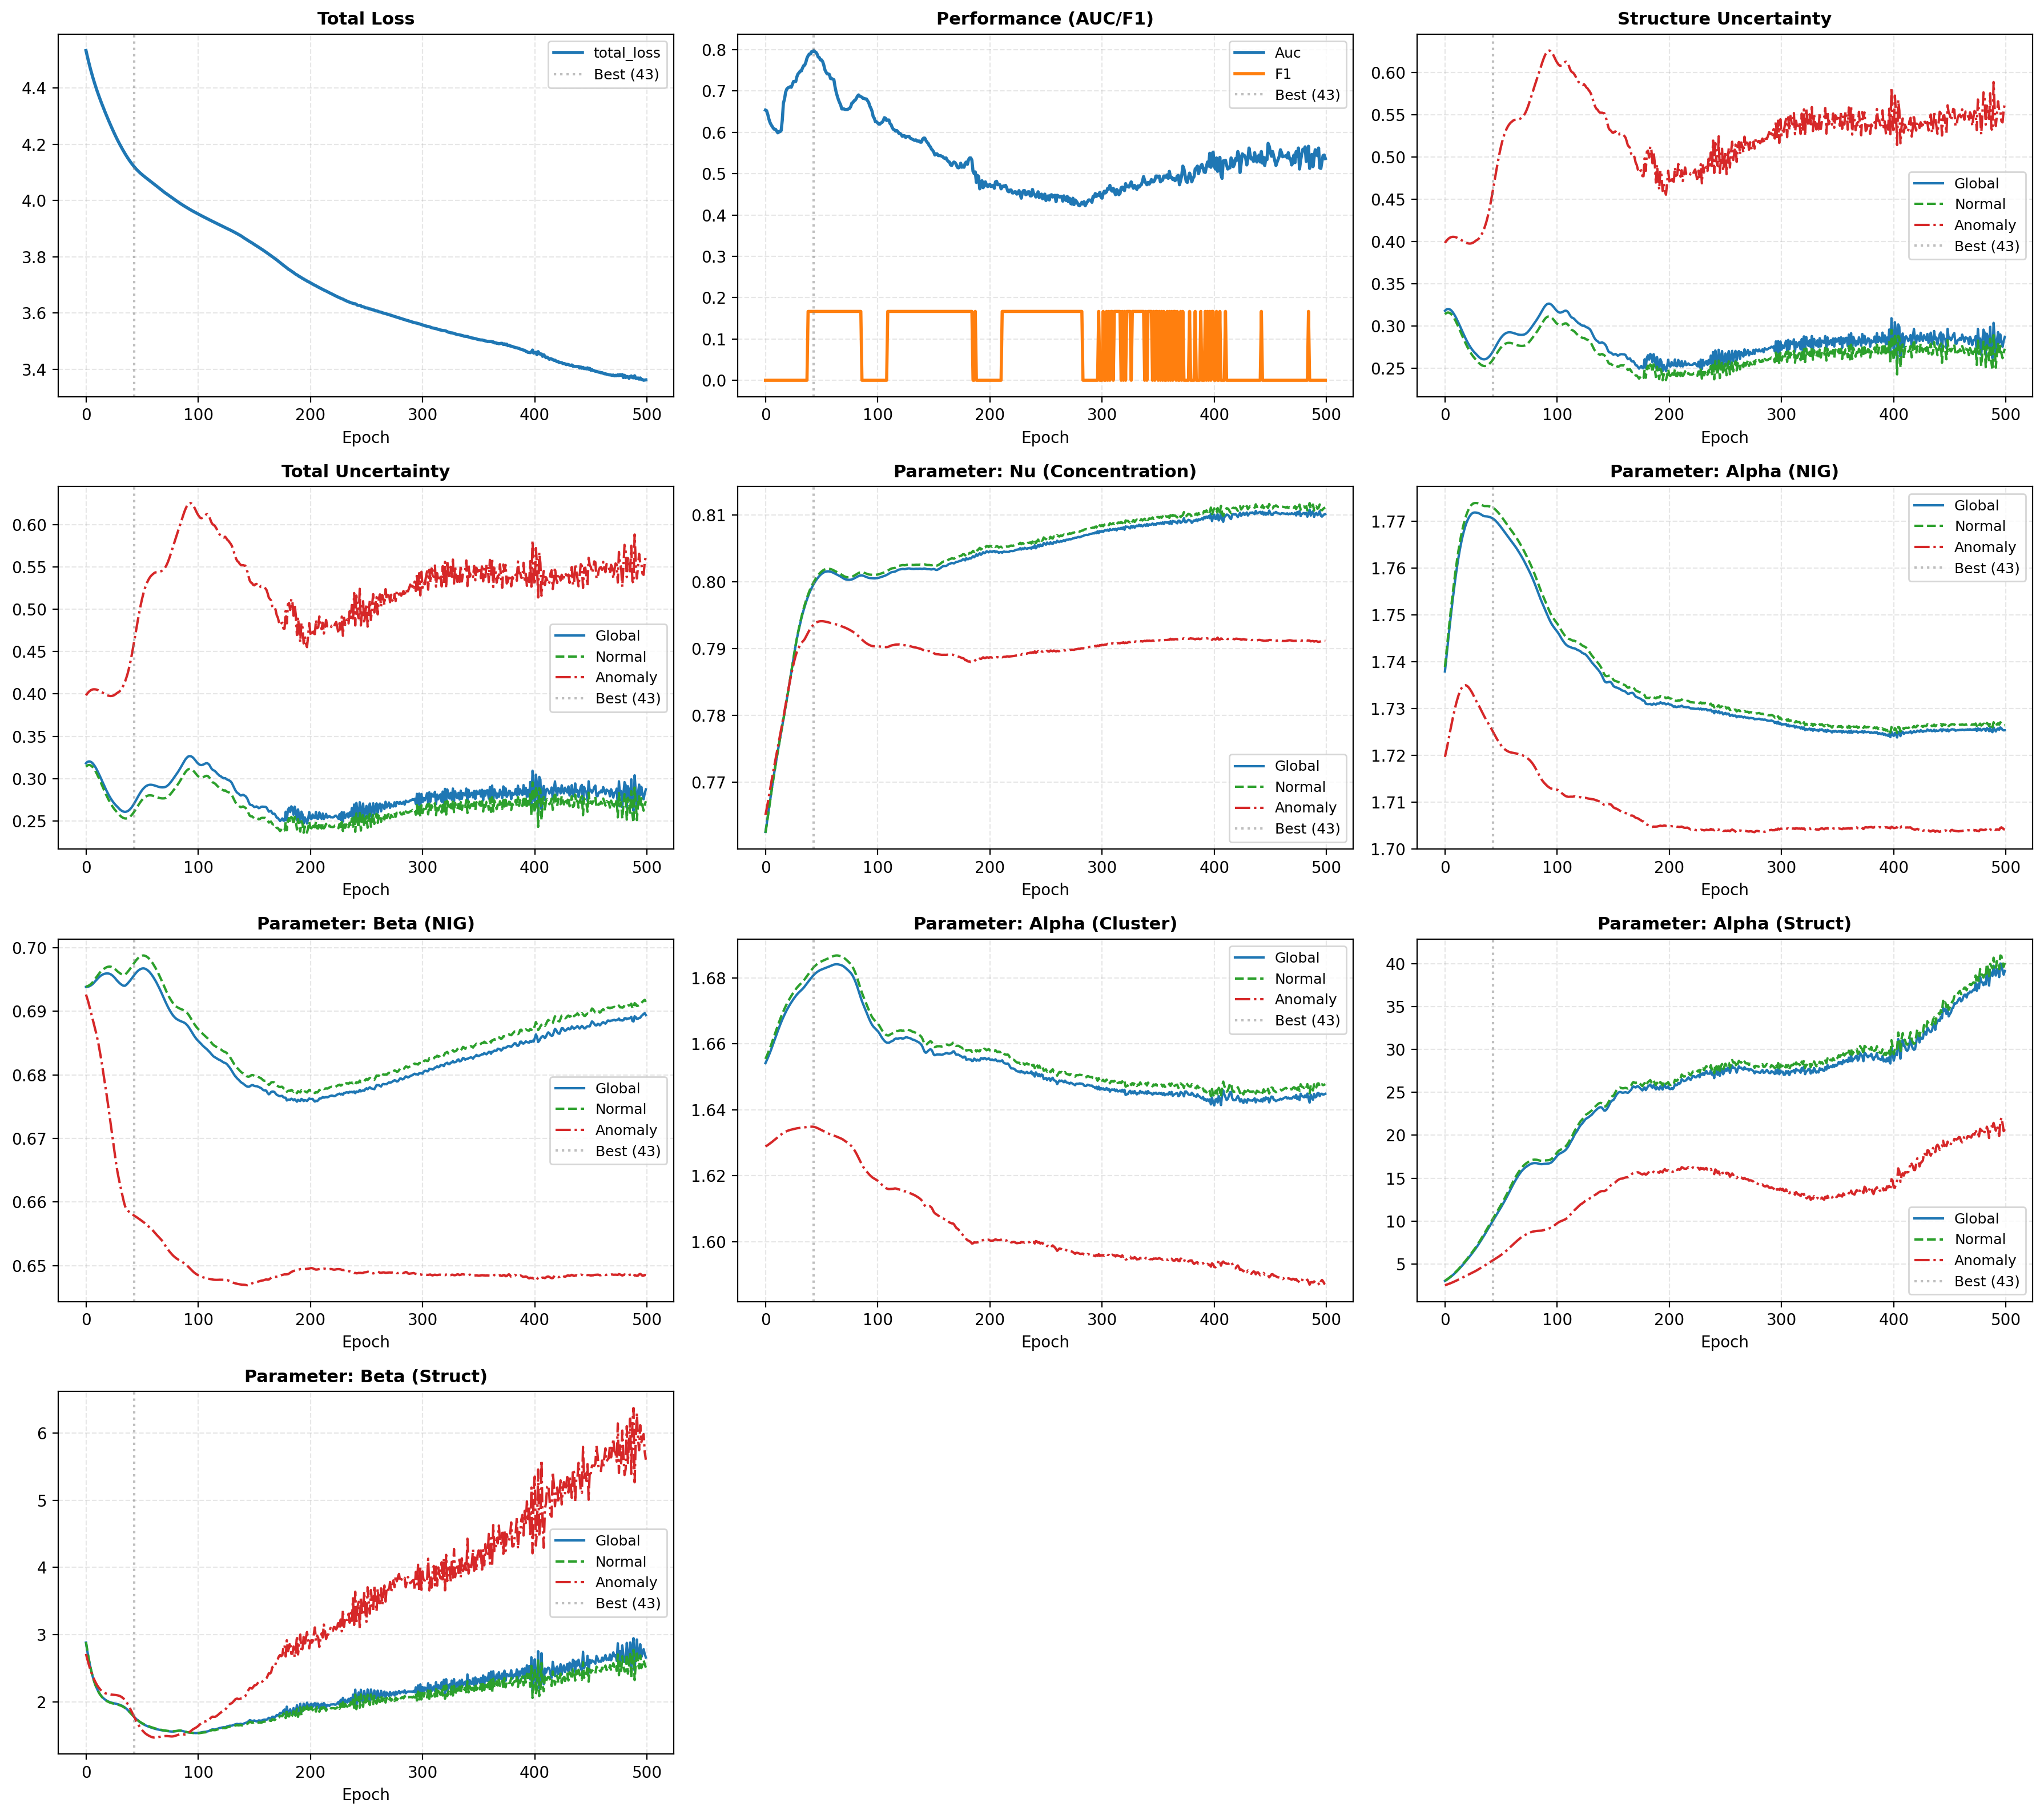 Total Loss
4.4
4.2
4.0
3.8
3.6
3.4
total_loss
Best (43)
0 100 200 300 400 500
Epoch
Performance (AUC/F1)
0.8
0.7
0.6
0.5
0.4
0.3
0.2
0.1
0.0
Auc
F1
Best (43)
0 100 200 300 400 500
Epoch
Structure Uncertainty
0.60
0.55
0.50
0.45
0.40
0.35
0.30
0.25
Global
Normal
Anomaly
Best (43)
0 100 200 300 400 500
Epoch
Total Uncertainty
0.60
0.55
0.50
0.45
0.40
0.35
0.30
0.25
Global
Normal
Anomaly
Best (43)
0 100 200 300 400 500
Epoch
Parameter: Nu (Concentration)
0.81
0.80
0.79
0.78
0.77
Global
Normal
Anomaly
Best (43)
0 100 200 300 400 500
Epoch
Parameter: Alpha (NIG)
1.77
1.76
1.75
1.74
1.73
1.72
1.71
1.70
Global
Normal
Anomaly
Best (43)
0 100 200 300 400 500
Epoch
Parameter: Beta (NIG)
0.70
0.69
0.68
0.67
0.66
0.65
Global
Normal
Anomaly
Best (43)
0 100 200 300 400 500
Epoch
Parameter: Alpha (Cluster)
1.68
1.66
1.64
1.62
1.60
Global
Normal
Anomaly
Best (43)
0 100 200 300 400 500
Epoch
Parameter: Alpha (Struct)
40
35
30
25
20
15
10
5
Global
Normal
Anomaly
Best (43)
0 100 200 300 400 500
Epoch
Parameter: Beta (Struct)
6
5
4
3
2
Global
Normal
Anomaly
Best (43)
0 100 200 300 400 500
Epoch